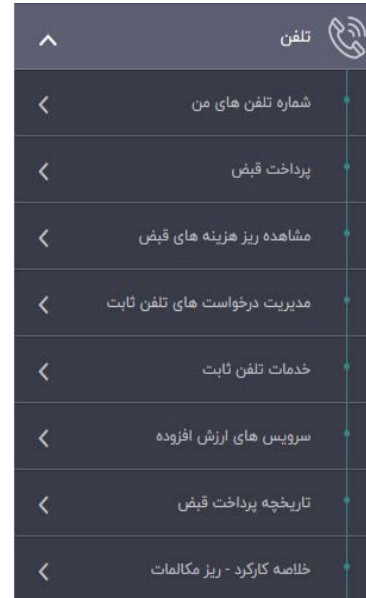 تلفن
شماره تلفن های من
پرداخت قبض
مشاهده ریز هزینه های قبض
مدیریت درخواست های تلفن ثابت
خدمات تلفن ثابت
سرویس های ارزش افزوده
تاریخچه پرداخت قبض
خلاصه کارکرد - ریز مکالمات